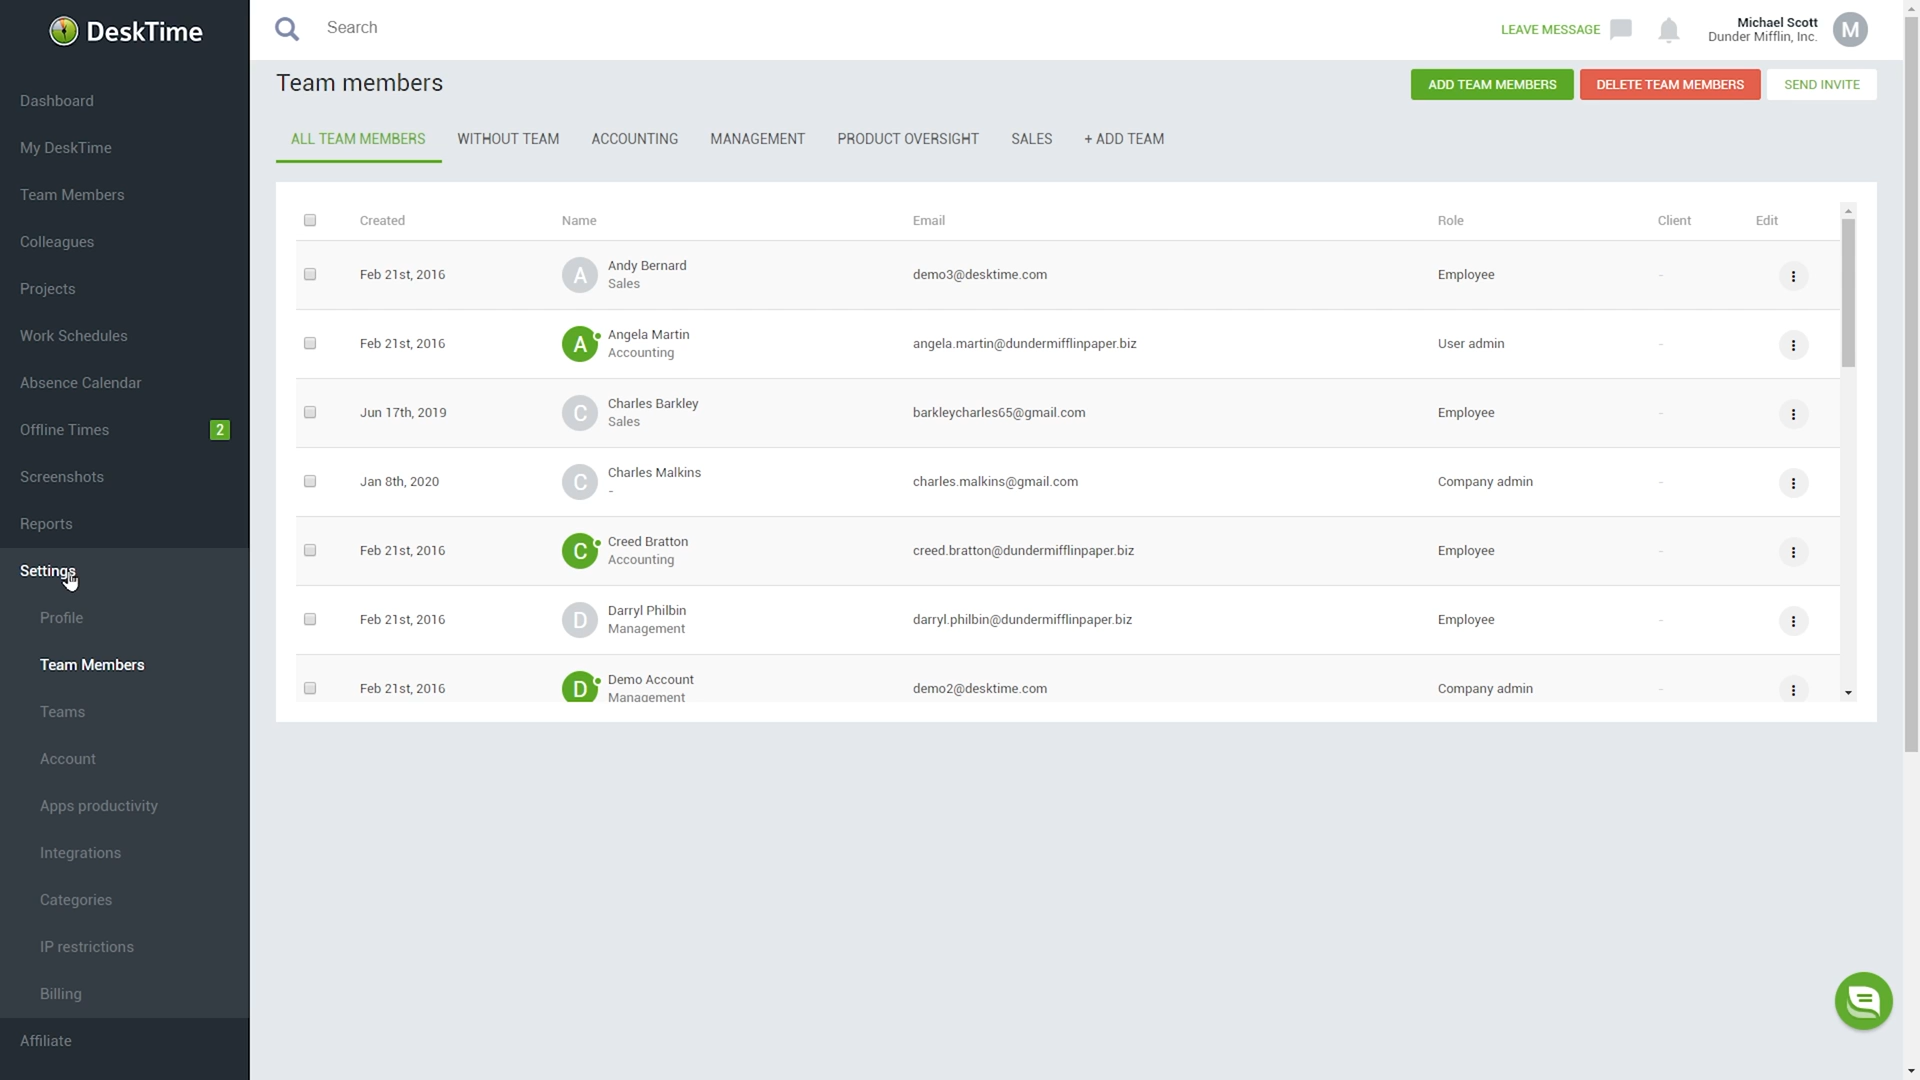 DeskTime
Search
LEAVE MESSAGE
Michael Scott
Dunder Mifflin, Inc.
M
Dashboard
My DeskTime
Team Members
Colleagues
Projects
Work Schedules
Absence Calendar
Offline Times 2
Screenshots
Reports
Settings
Profile
Team Members
Teams
Account
Apps productivity
Integrations
Categories
IP restrictions
Billing
Affiliate
Team members
ADD TEAM MEMBERS DELETE TEAM MEMBERS SEND INVITE
ALL TEAM MEMBERS WITHOUT TEAM ACCOUNTING MANAGEMENT PRODUCT OVERSIGHT SALES + ADD TEAM
Created Name Email Role Client Edit
Feb 21st, 2016 A Andy Bernard demo3@desktime.com Employee -
Sales
Feb 21st, 2016 A Angela Martin angela.martin@dundermifflinpaper.biz User admin -
Accounting
Jun 17th, 2019 C Charles Barkley barkleycharles65@gmail.com Employee -
Sales
Jan 8th, 2020 C Charles Malkins charles.malkins@gmail.com Company admin -
-
Feb 21st, 2016 C Creed Bratton creed.bratton@dundermifflinpaper.biz Employee -
Accounting
Feb 21st, 2016 D Darryl Philbin darryl.philbin@dundermifflinpaper.biz Employee -
Management
Feb 21st, 2016 D Demo Account demo2@desktime.com Company admin -
Management